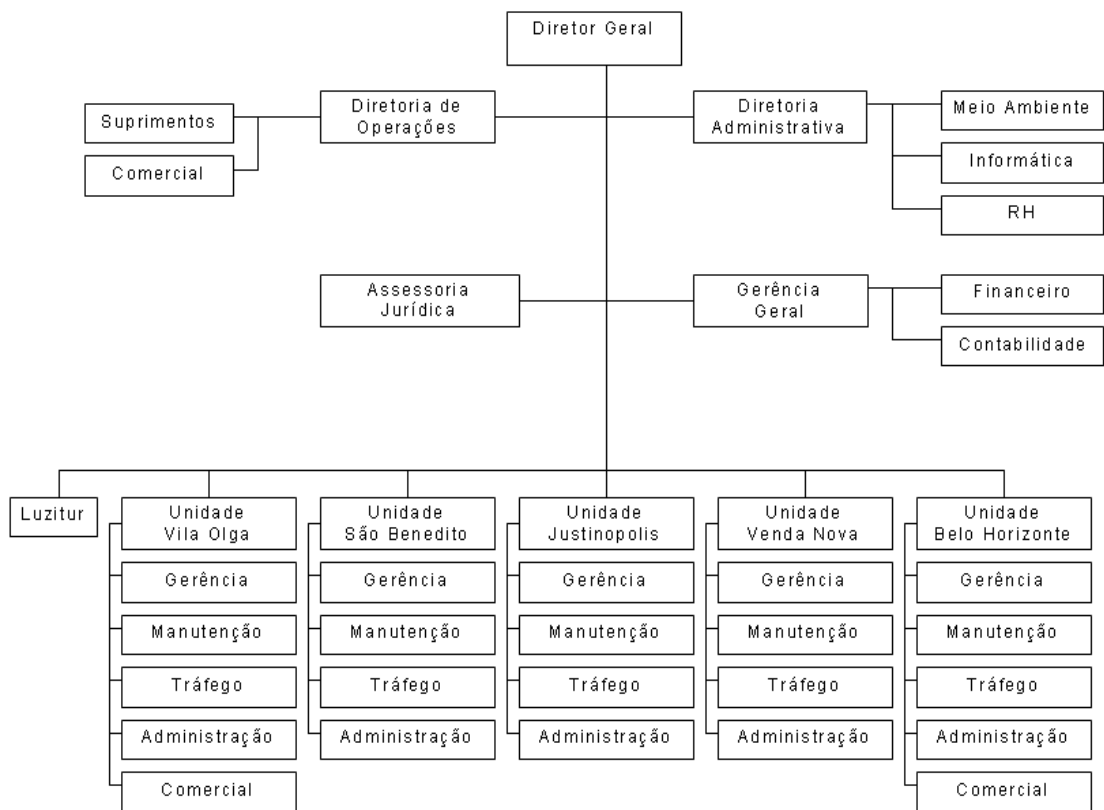 Diretor Geral
Suprimentos
Comercial
Diretoria de
Operações
Diretoria
Administrativa
Meio Ambiente
Informática
RH
Assessoria
Jurídica
Gerência
Geral
Financeiro
Contabilidade
Luzitur
Unidade
Vila Olga
Gerência
Manutenção
Tráfego
Administração
Comercial
Unidade
São Benedito
Gerência
Manutenção
Tráfego
Administração
Unidade
Justinopolis
Gerência
Manutenção
Tráfego
Administração
Unidade
Venda Nova
Gerência
Manutenção
Tráfego
Administração
Unidade
Belo Horizonte
Gerência
Manutenção
Tráfego
Administração
Comercial